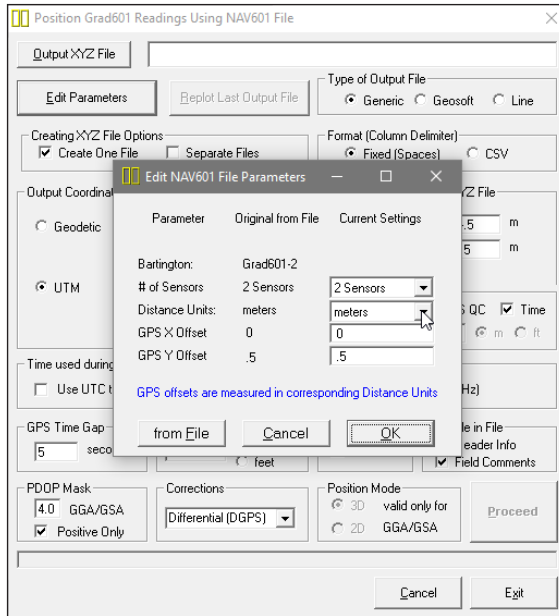 Position Grad601 Readings Using NAV601 File
Output XYZ File
Type of Output File
Edit Parameters
Replot Last Output File
Generic
Geosoft
Line
Creating XYZ File Options
Create One File
Separate Files
Format (Column Delimiter)
Fixed (Spaces)
CSV
Edit NAV601 File Parameters
Output Coordinat
YZ File
Parameter
Original from File
Current Settings
Geodetic
.5
m
5
m
Bartington:
Grad601-2
# of Sensors
2 Sensors
2 Sensors
UTM
QC
Time
Distance Units:
meters
meters
GPS X Offset
0
0
m
ft
GPS Y Offset
.5
.5
Time used during
Use UTC t
Hz)
GPS offsets are measured in corresponding Distance Units
GPS Time Gap
le in File
from File
Cancel
OK
eader Info
5
seco
feet
Field Comments
PDOP Mask
Corrections
Position Mode
4.0
GGA/GSA
Differential (DGPS)
3D
valid only for
Proceed
Positive Only
2D
GGA/GSA
Cancel
Exit